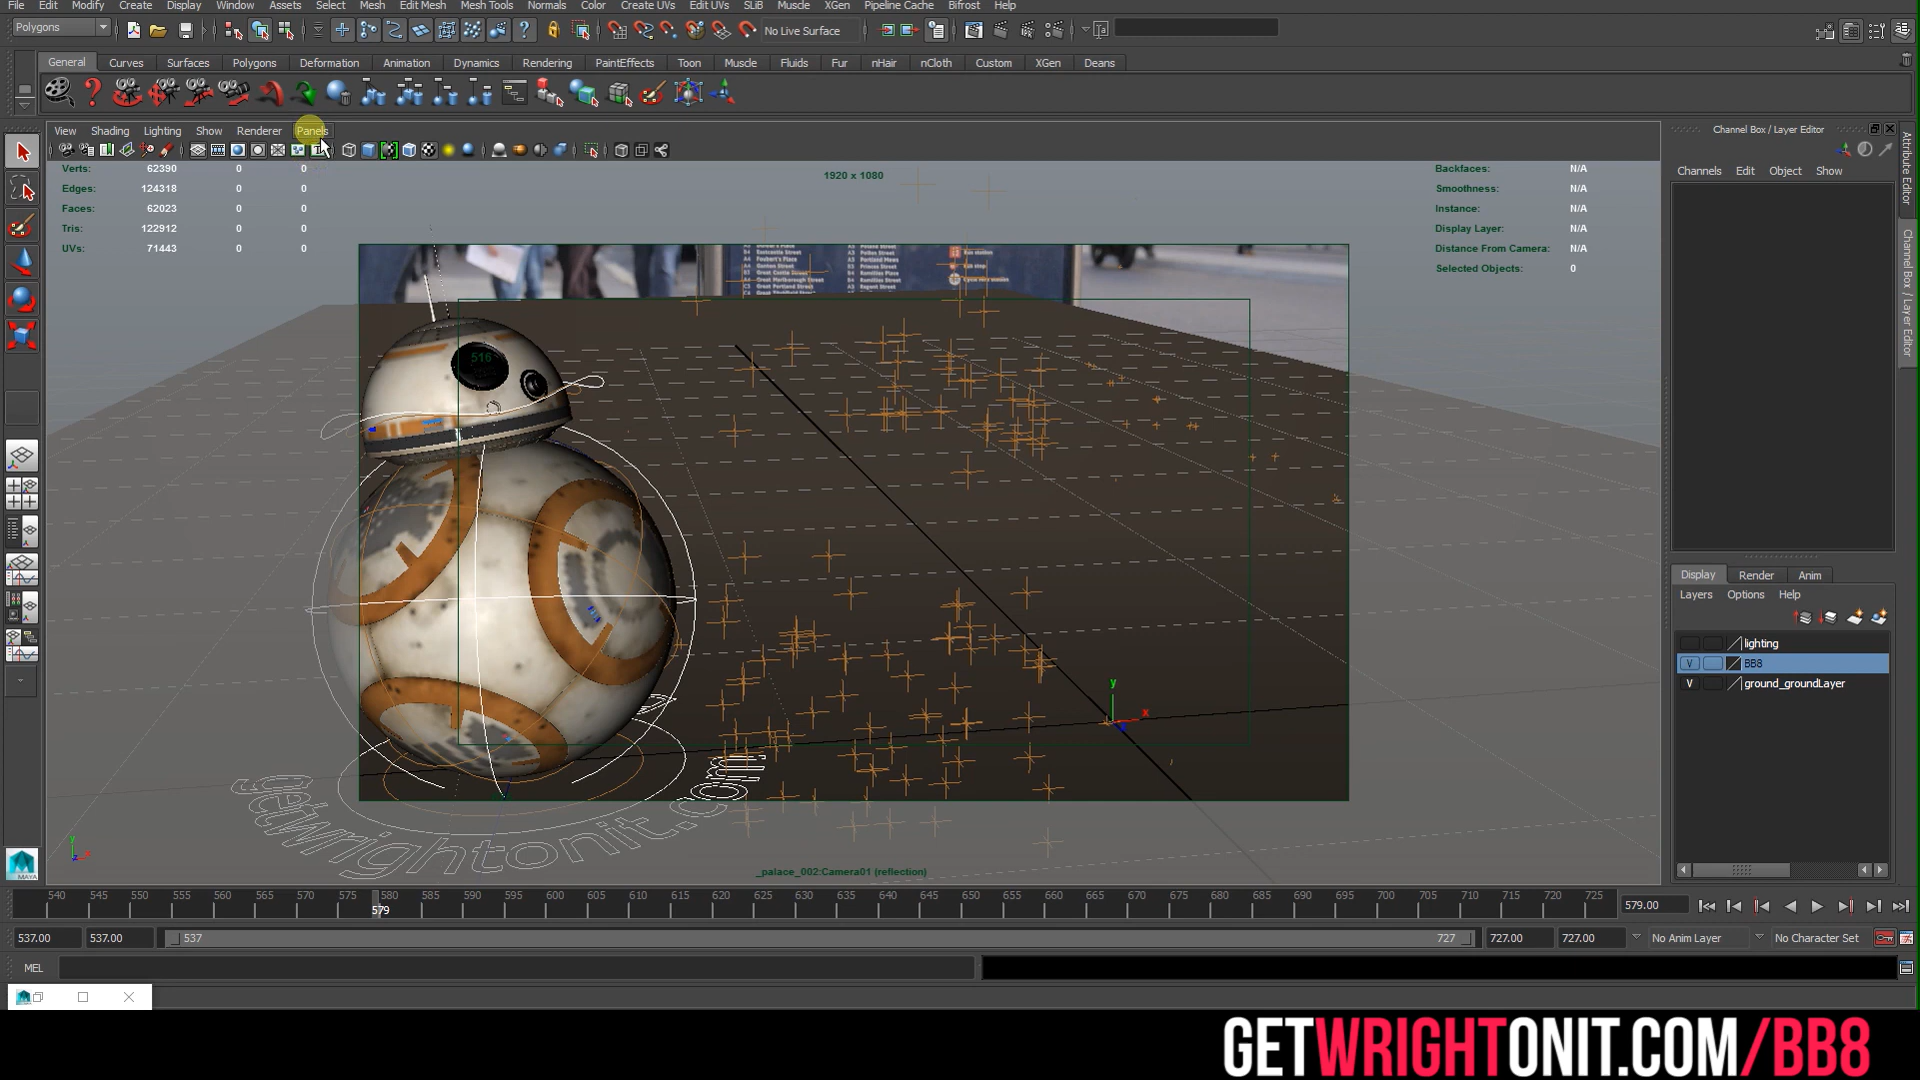 File Edit Modify Create Display Window Assets Select Mesh Edit Mesh Mesh Tools Normals Color Create UVs Edit UVs SLiB Muscle XGen Pipeline Cache Bifrost Help
Polygons
No Live Surface
General Curves Surfaces Polygons Deformation Animation Dynamics Rendering PaintEffects Toon Muscle Fluids Fur nHair nCloth Custom XGen Deans
View Shading Lighting Show Renderer Panels
Channel Box / Layer Editor
Channels Edit Object Show
Attribute Editor
Channel Box / Layer Editor
Verts: 62390 0 0
Edges: 124318 0 0
Faces: 62023 0 0
Tris: 122912 0 0
UVs: 71443 0 0
1920 x 1080
Backfaces: N/A
Smoothness: N/A
Instance: N/A
Display Layer: N/A
Distance From Camera: N/A
Selected Objects: 0
516
getwrightonit.com
y
x
y
_palace_002:Camera01 (reflection)
Display Render Anim
Layers Options Help
lighting
V BB8
V ground_groundLayer
MAYA
540 545 550 555 560 565 570 575 580 585 590 595 600 605 610 615 620 625 630 635 640 645 650 655 660 665 670 675 680 685 690 695 700 705 710 715 720 725
579
579.00
537.00 537.00 537 727 727.00 727.00 No Anim Layer No Character Set
MEL
GETWRIGHTONIT.COM/BB8